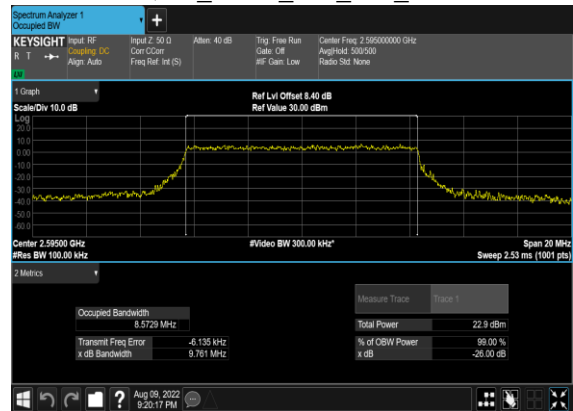 Spectrum Analyzer 1
Occupied BW
+
KEYSIGHT Input: RF Input Z: 50 Ω Atten: 40 dB Trig: Free Run Center Freq: 2.595000000 GHz
R T Coupling: DC Corr CCorr Gate: Off Avg|Hold: 500/500
Align: Auto Freq Ref: Int (S) #IF Gain: Low Radio Std: None
1 Graph Ref Lvl Offset 8.40 dB
Scale/Div 10.0 dB Ref Value 30.00 dBm
Log
20.0
10.0
0.00
-10.0
-20.0
-30.0
-40.0
-50.0
-60.0
Center 2.59500 GHz #Video BW 300.00 kHz* Span 20 MHz
#Res BW 100.00 kHz Sweep 2.53 ms (1001 pts)
2 Metrics
Measure Trace Trace 1
Occupied Bandwidth
8.5729 MHz Total Power 22.9 dBm
Transmit Freq Error -6.135 kHz % of OBW Power 99.00 %
x dB Bandwidth 9.761 MHz x dB -26.00 dB
? Aug 09, 2022
9:20:17 PM